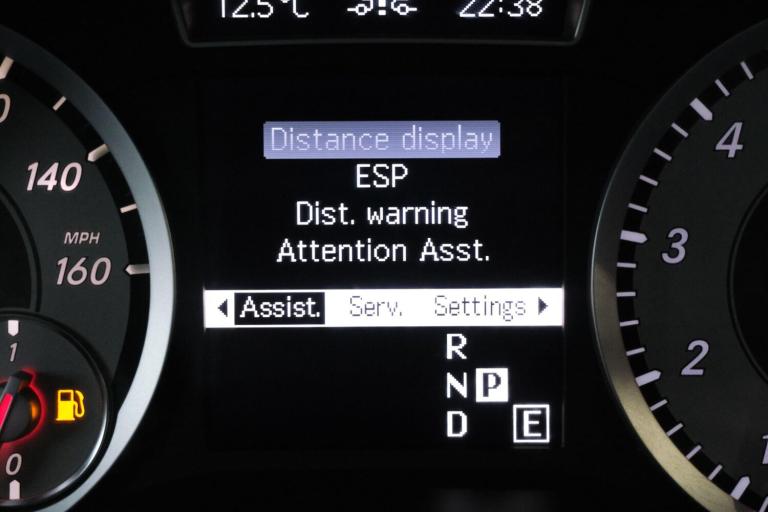 12.5°C 22:38
Distance display
ESP
Dist. warning
Attention Asst.
Assist. Serv. Settings
R
N P
D E
140
MPH
160
1
0
4
3
2
1